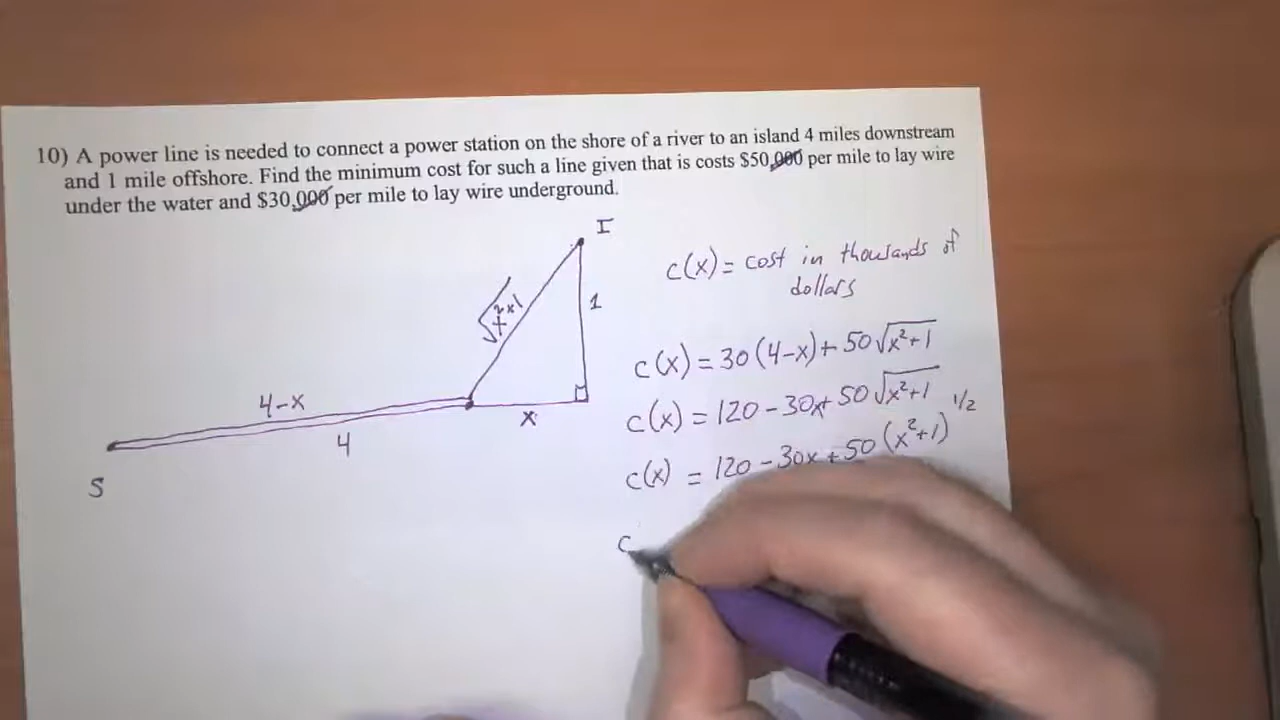 10) A power line is needed to connect a power station on the shore of a river to an island 4 miles downstream
and 1 mile offshore. Find the minimum cost for such a line given that is costs $50,000 per mile to lay wire
under the water and $30,000 per mile to lay wire underground.
I
c(x) = cost in thousands of
dollars
1
c(x) = 30(4-x)+50√x²+1
4-x
c(x) = 120-30x+50√x²+1
x
4
c(x) = 120-30x+50(x²+1)^1/2
S
c